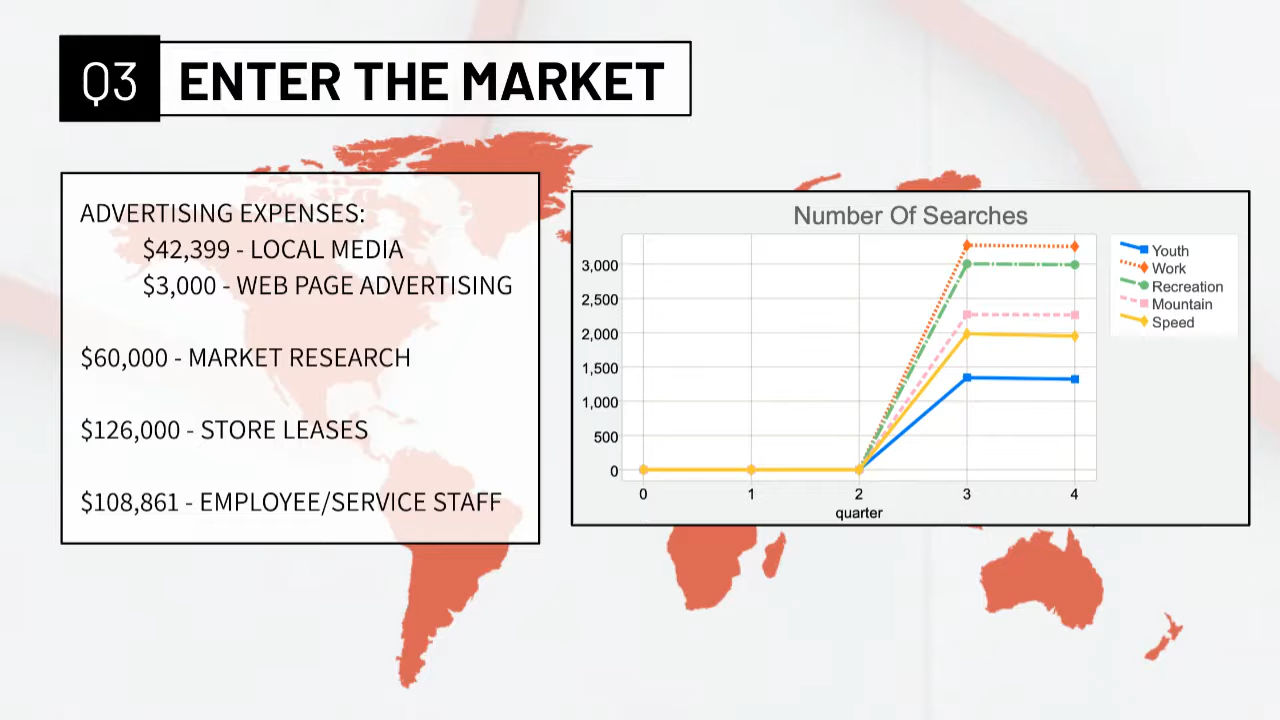 Q3 ENTER THE MARKET
ADVERTISING EXPENSES:
$42,399 - LOCAL MEDIA
$3,000 - WEB PAGE ADVERTISING
$60,000 - MARKET RESEARCH
$126,000 - STORE LEASES
$108,861 - EMPLOYEE/SERVICE STAFF
Number Of Searches
3,000
2,500
2,000
1,500
1,000
500
0
0 1 2 3 4
quarter
Youth
Work
Recreation
Mountain
Speed